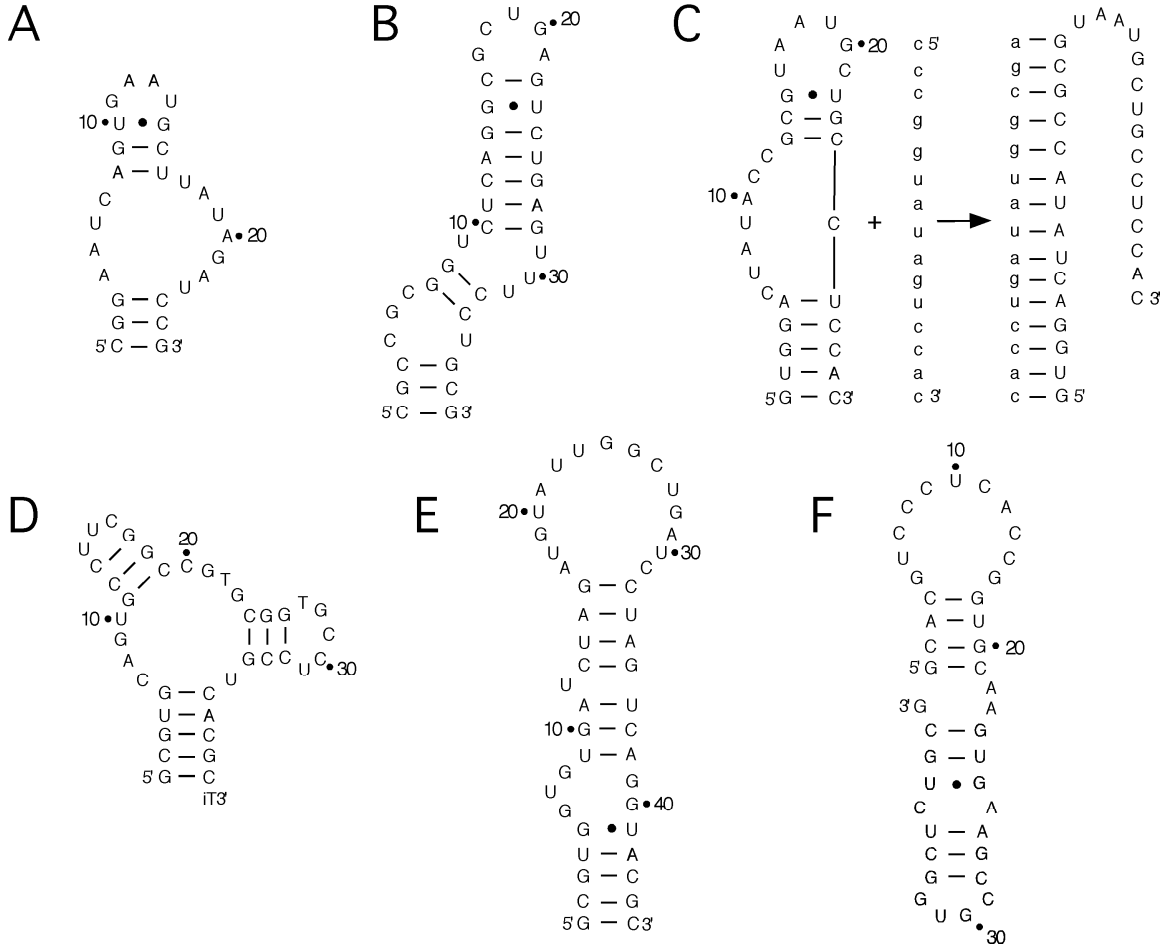 A
5' C G G A A U C A G U G A A U G C U U A U A G A U C C G 3'
10
20
B
5' C G C C G C G G U C U C A G G C G C U G A G U C U G A G U U U C C U G C G 3'
10
20
30
C
5' G U G G A C U A U A C C G C G U A A U G C U G C C U C C A C 3'
10
20
+
c 5' c c g g u a u a g u c c a c 3'
a g c g g u a u a g u c c a c
G C G C C A U A U C A G G U G 5'
U A A U G C U G C C U C C A C 3'
D
5' G C G U G C A G U G C C U U C G G C C G T G C G G T G C C U C C G U C A C G C iT3'
10
20
30
E
5' G C G U G G U G U G A U C U A G A U G U A U U G G C U G A U C C U A G U C A G G U A C G C 3'
10
20
30
40
F
5' G C A C G U C C C U C A C C G G U G C A A G U G A A G C C G U G G C U C U G C G 3'
10
20
30